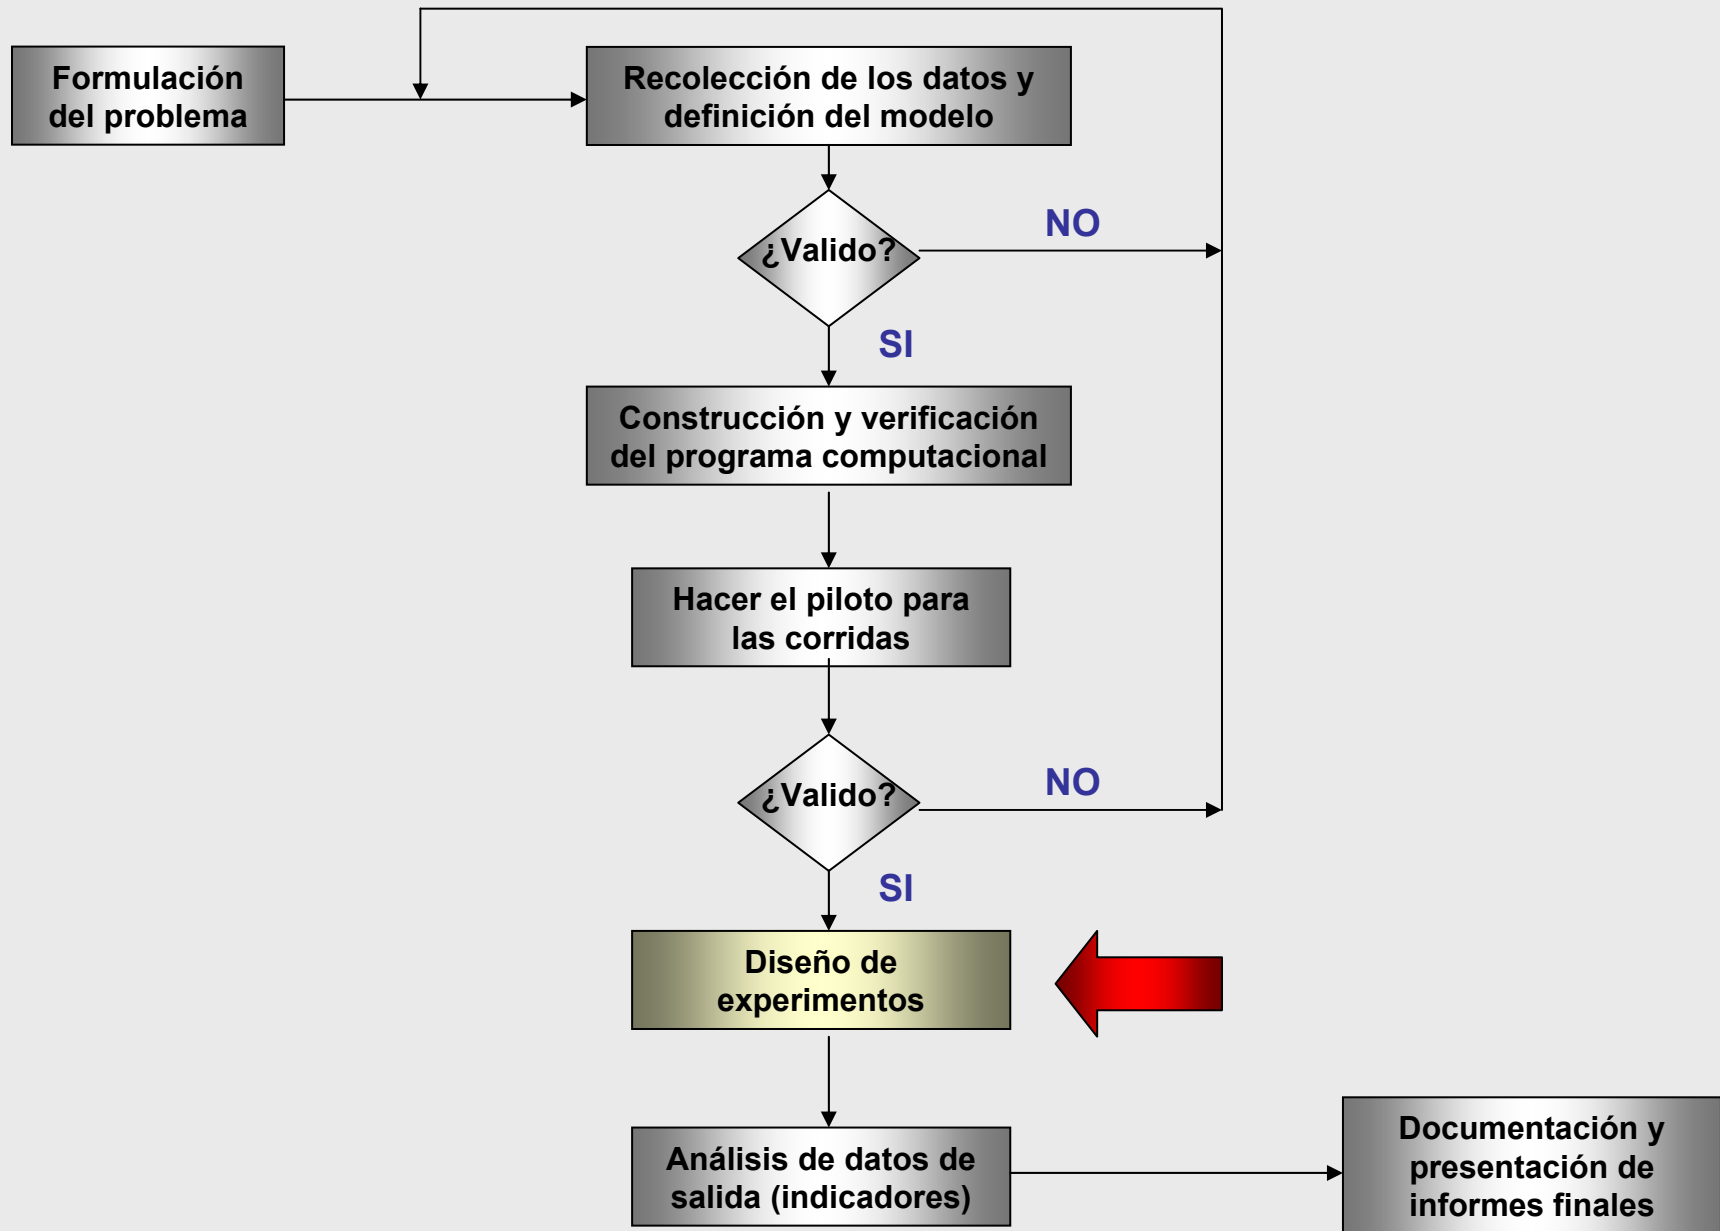 Formulación
del problema
Recolección de los datos y
definición del modelo
¿Valido?
NO
SI
Construcción y verificación
del programa computacional
Hacer el piloto para
las corridas
¿Valido?
NO
SI
Diseño de
experimentos
Análisis de datos de
salida (indicadores)
Documentación y
presentación de
informes finales